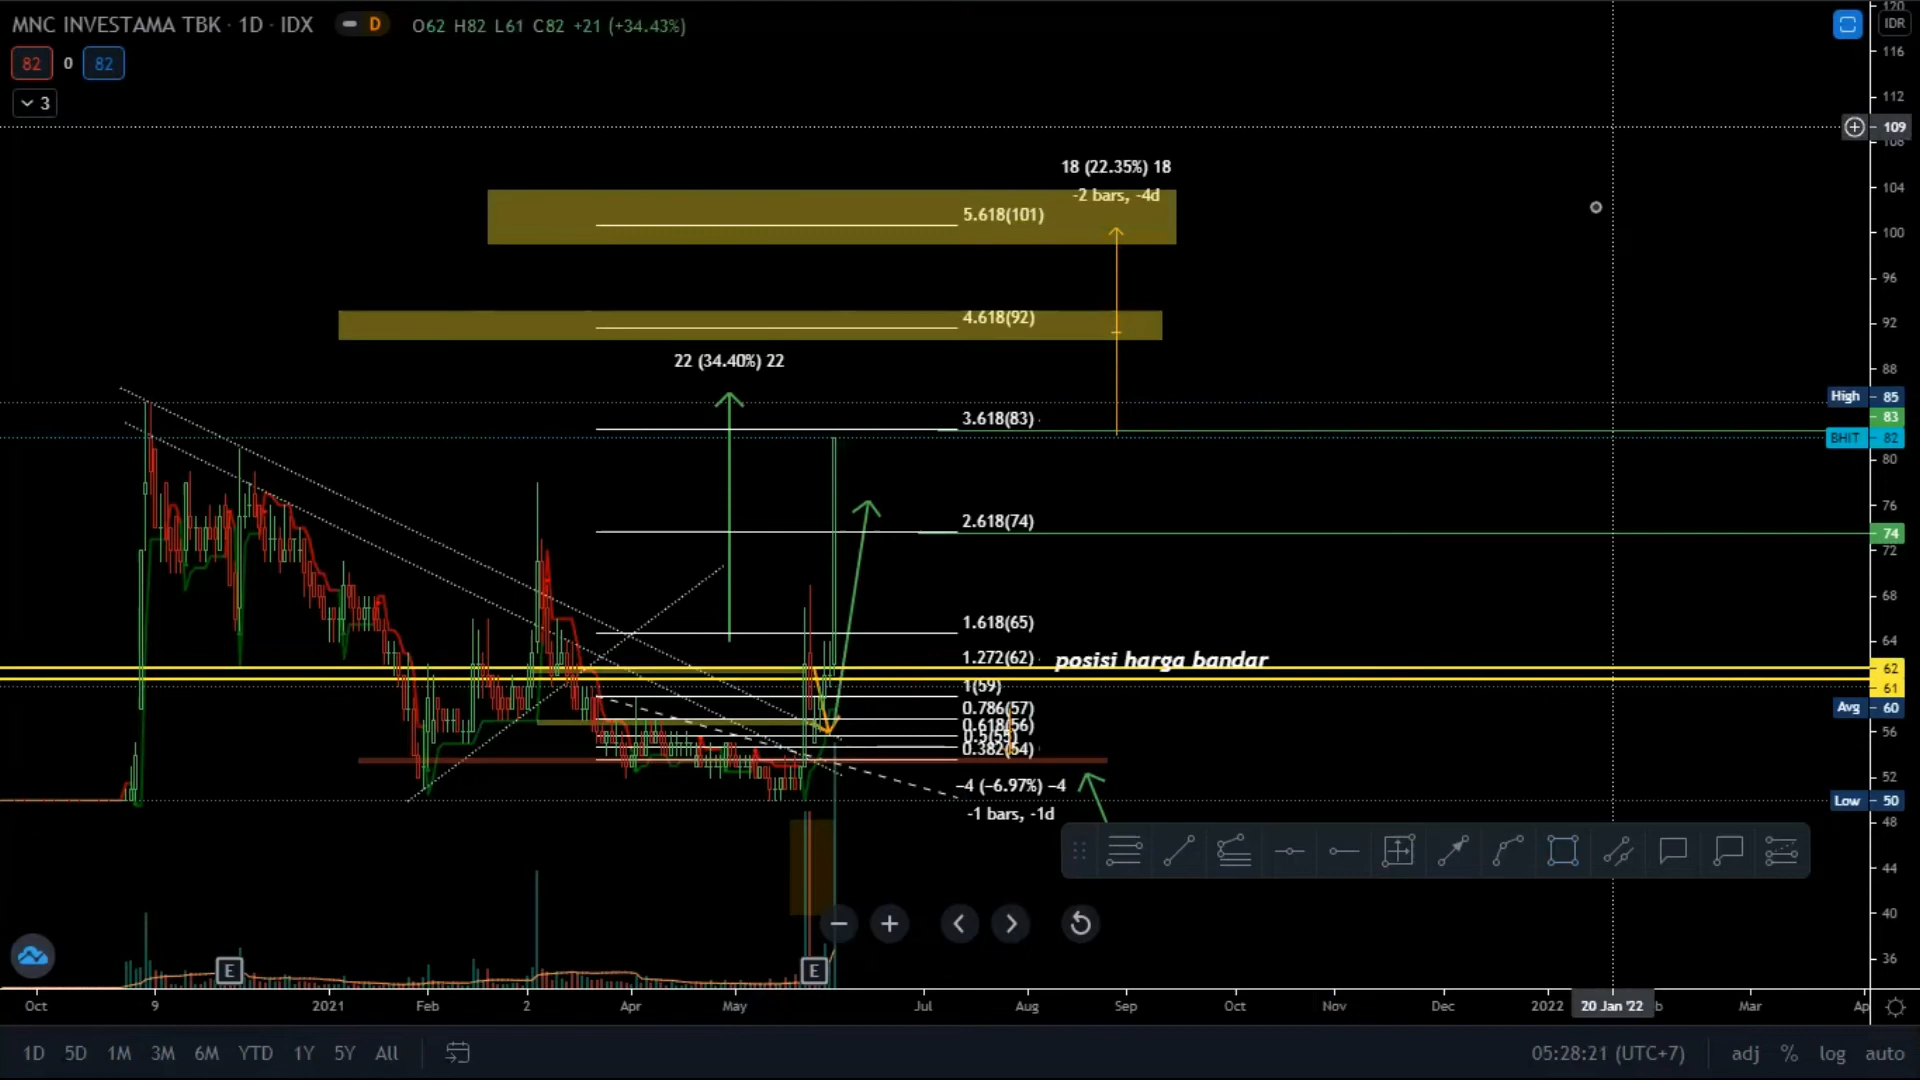 MNC INVESTAMA TBK · 1D · IDX D O62 H82 L61 C82 +21 (+34.43%)
82 0 82
3
IDR
120
116
112
109
108
104
100
96
92
88
High 85
83
BHIT 82
80
76
74
72
68
64
62
61
Avg 60
56
52
Low 50
48
44
40
36
18 (22.35%) 18
-2 bars, -4d
5.618(101)
4.618(92)
22 (34.40%) 22
3.618(83)
2.618(74)
1.618(65)
1.272(62)
posisi harga bandar
1(59)
0.786(57)
0.618(56)
0.5(55)
0.382(54)
−4 (−6.97%) −4
-1 bars, -1d
E E
Oct 9 2021 Feb 2 Apr May Jul Aug Sep Oct Nov Dec 2022 20 Jan '22 b Mar Ap
1D 5D 1M 3M 6M YTD 1Y 5Y All 05:28:21 (UTC+7) adj % log auto